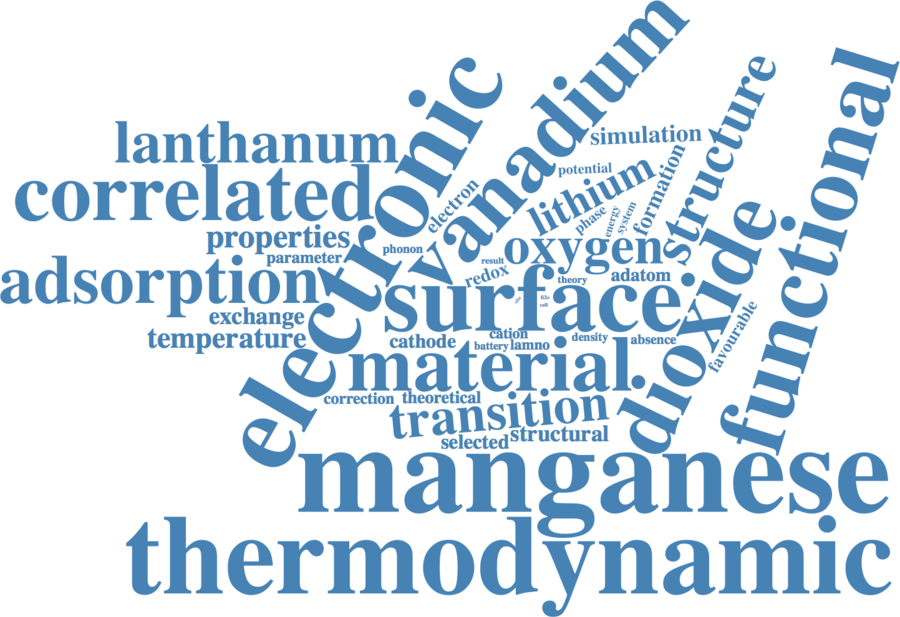 vanadium
electronic
functional
structure
lanthanum
simulation
correlated
potential
lithium
formation
electron
phase
energy
system
properties
phonon
oxygen
parameter
result
redox
theory
adatom
adsorption
surface
dioxide
exchange
temperature
cathode
cation
battery
lamno
density
absence
favourable
material
correction
theoretical
transition
selected
structural
manganese
thermodynamic
cell